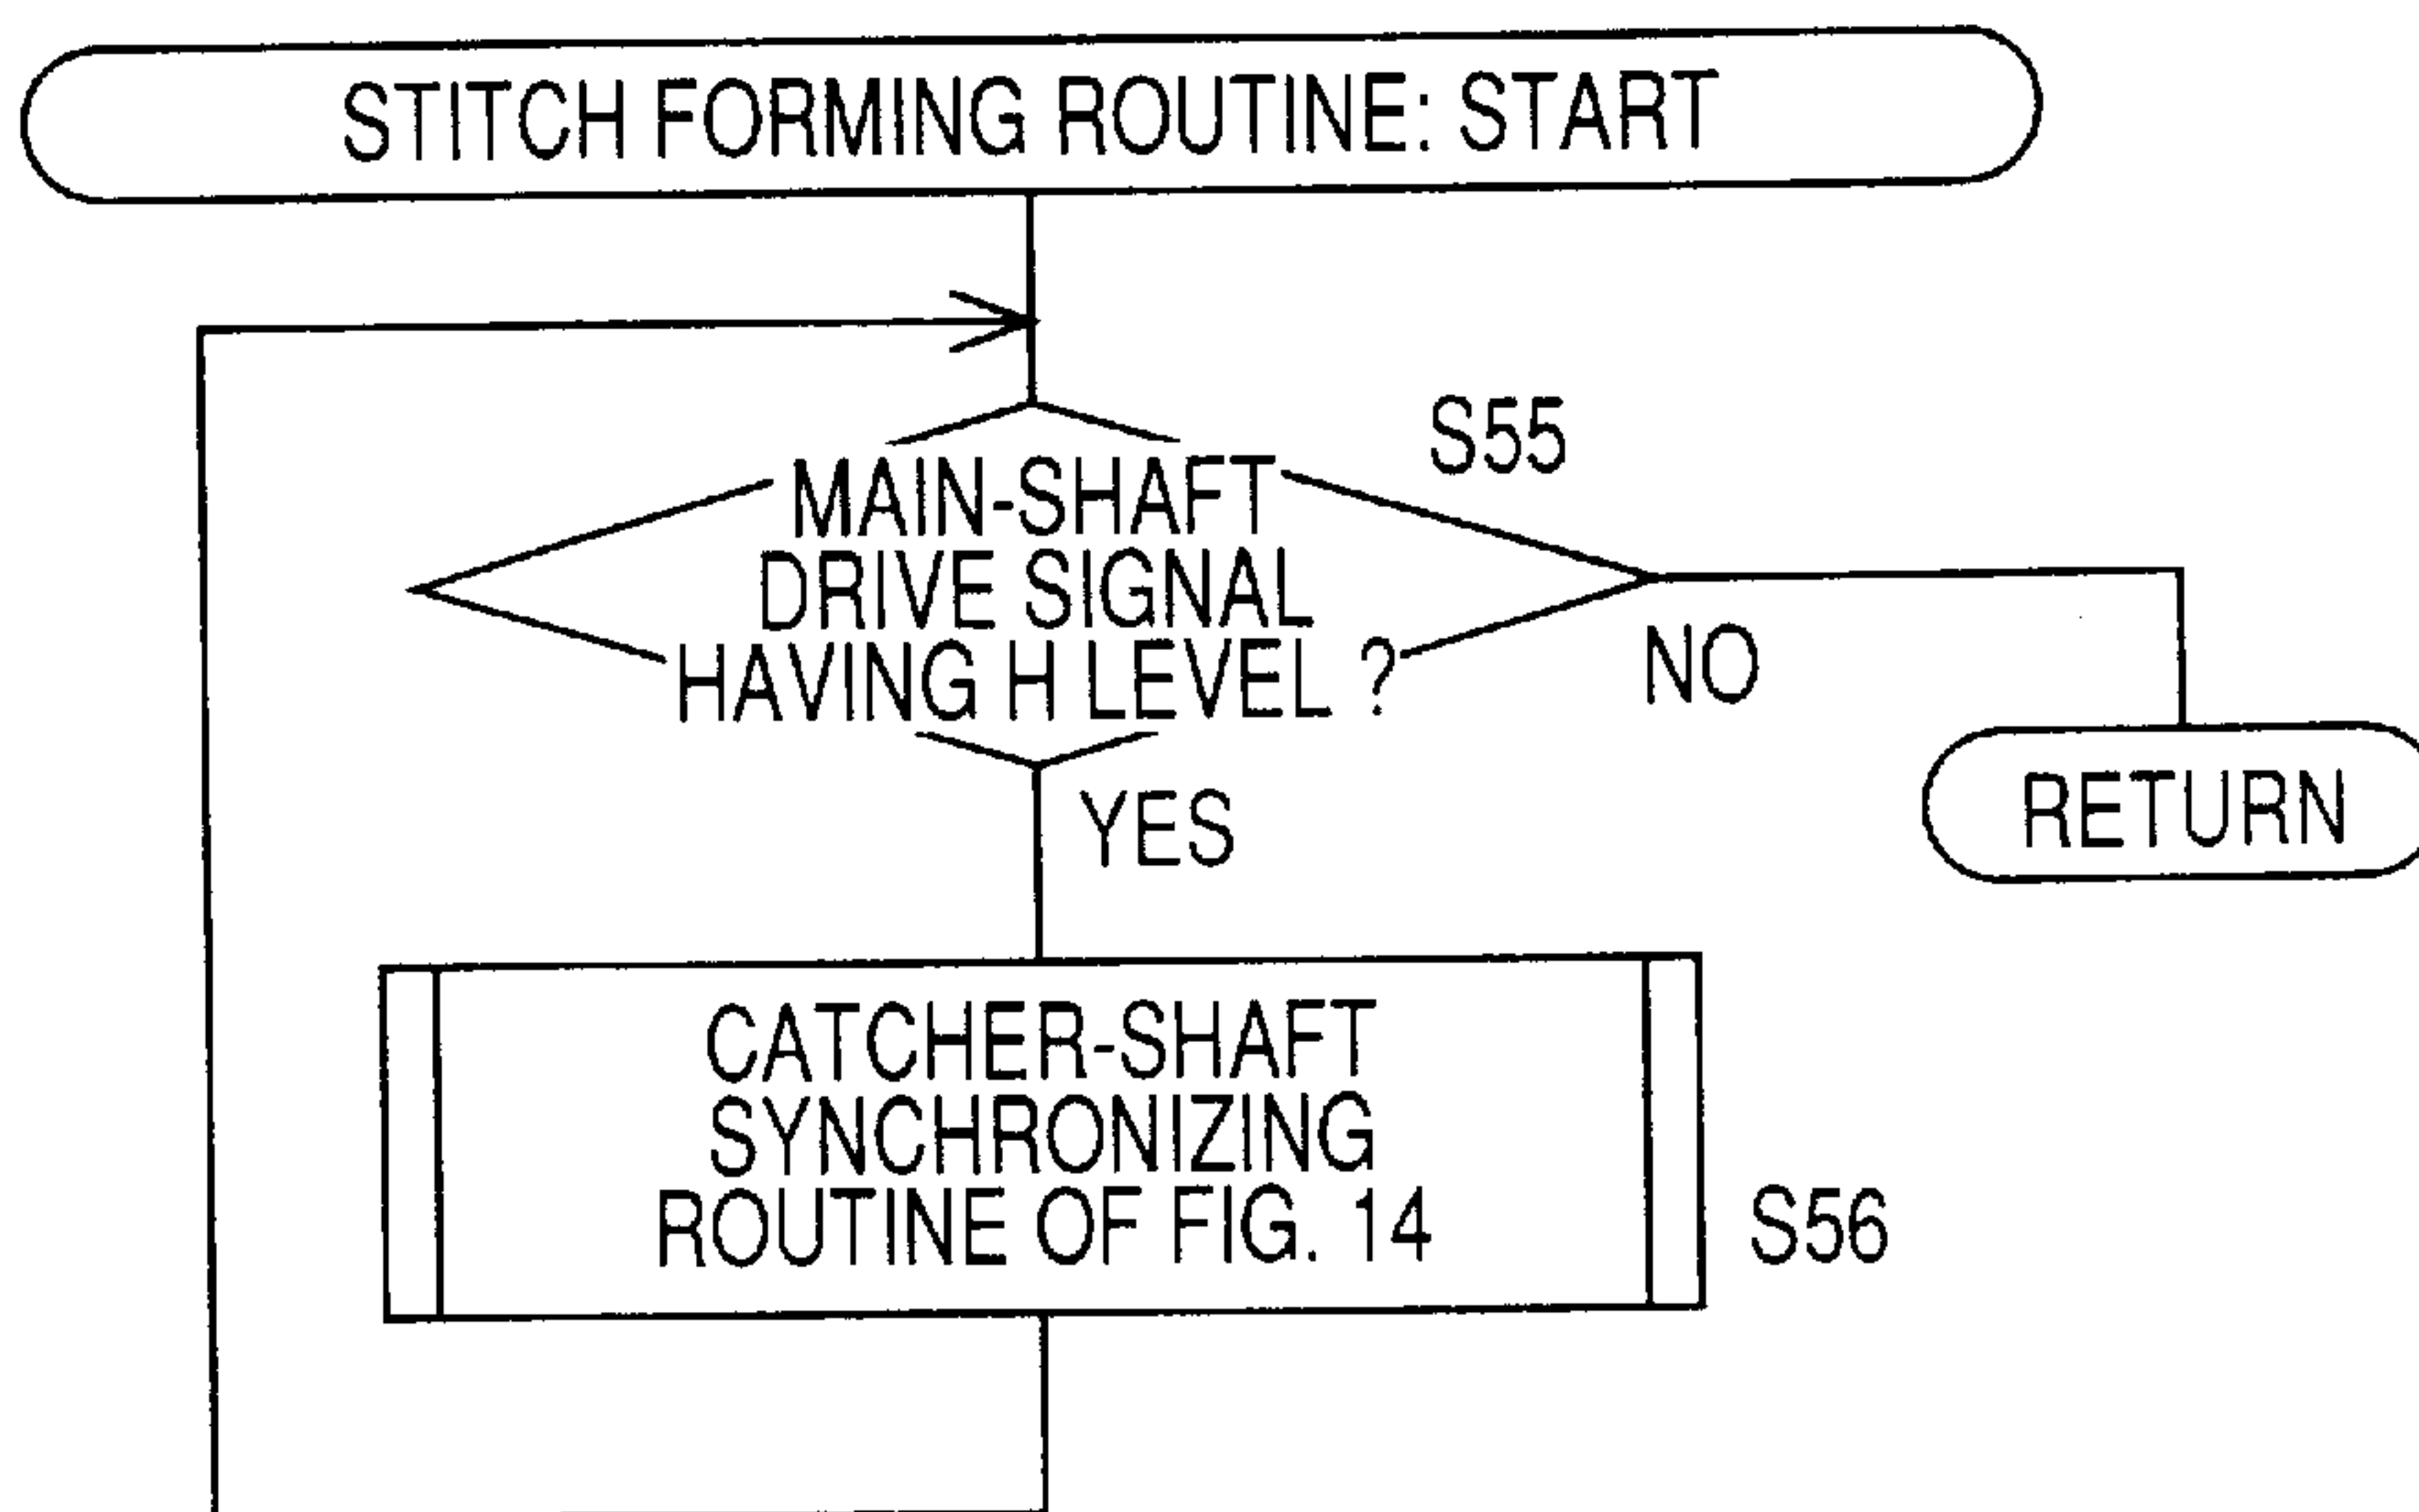 STITCH FORMING ROUTINE: START
S55
MAIN-SHAFT
DRIVE SIGNAL
HAVING H LEVEL ?
NO
RETURN
YES
CATCHER-SHAFT
SYNCHRONIZING
ROUTINE OF FIG. 14
S56